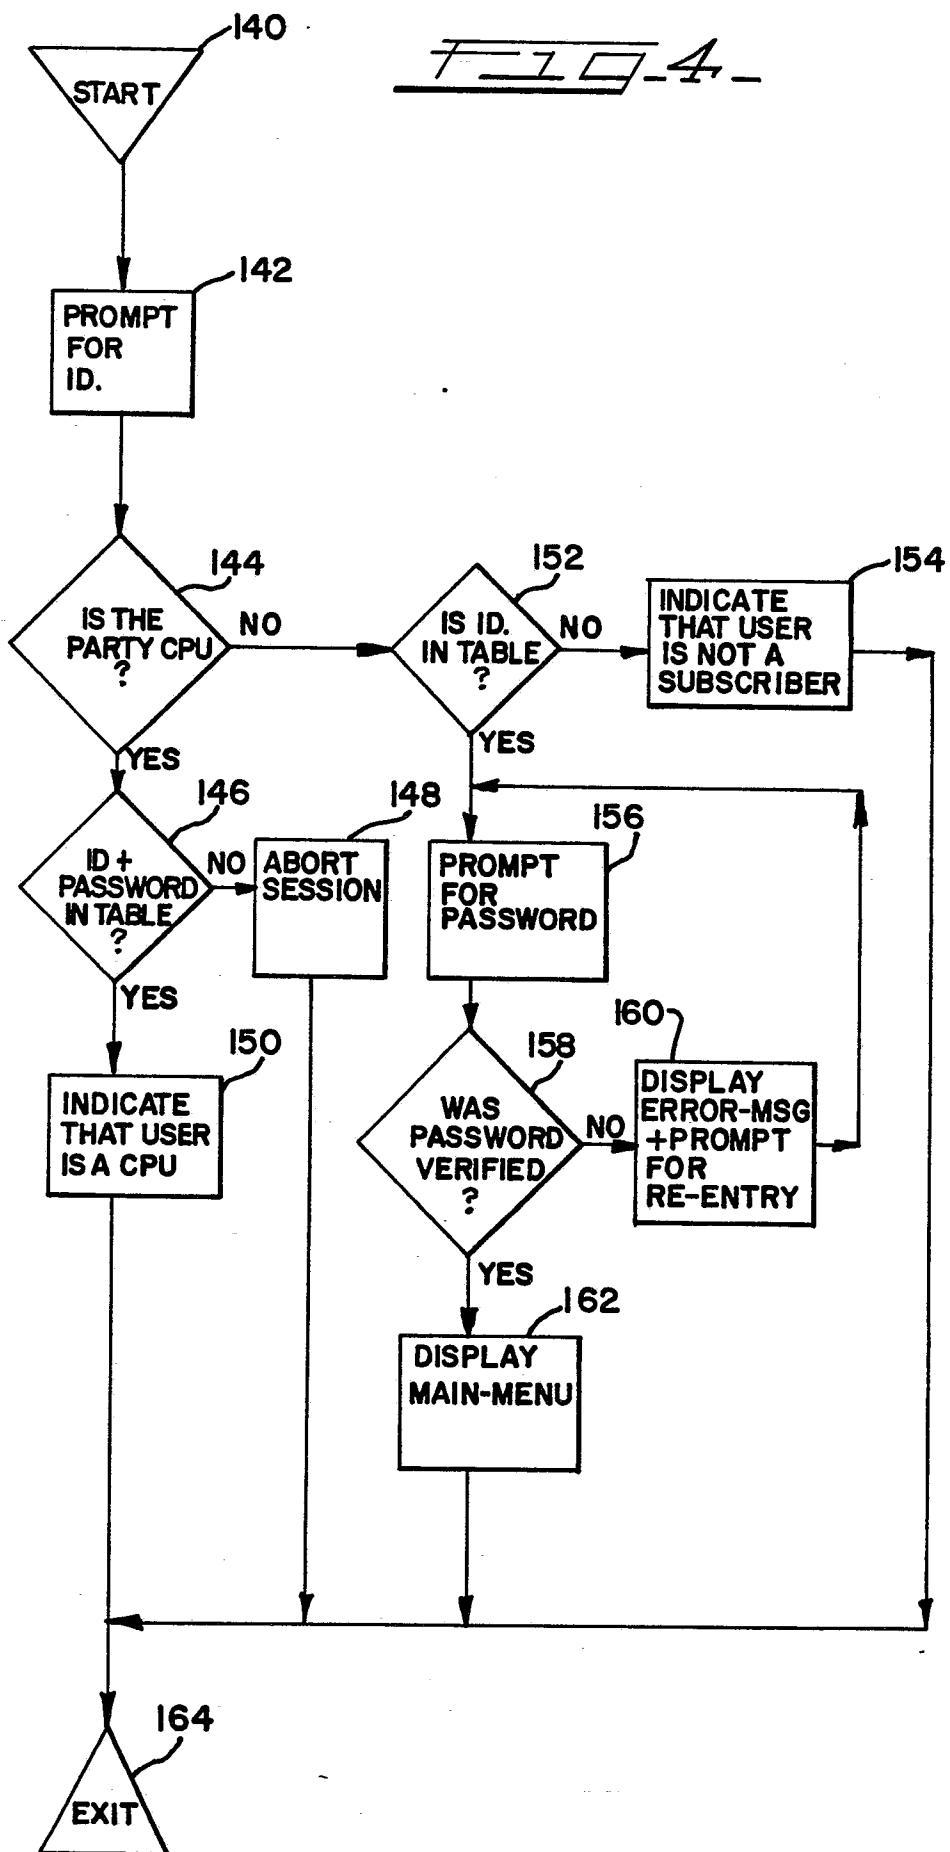 140
FIG-4-
START
142
PROMPT
FOR
ID.
144
IS THE
PARTY CPU
?
NO
YES
152
IS ID.
IN TABLE
?
NO
YES
154
INDICATE
THAT USER
IS NOT A
SUBSCRIBER
146
ID +
PASSWORD
IN TABLE
?
NO
YES
148
ABORT
SESSION
156
PROMPT
FOR
PASSWORD
150
INDICATE
THAT USER
IS A CPU
158
WAS
PASSWORD
VERIFIED
?
NO
YES
160
DISPLAY
ERROR-MSG
+PROMPT
FOR
RE-ENTRY
162
DISPLAY
MAIN-MENU
164
EXIT